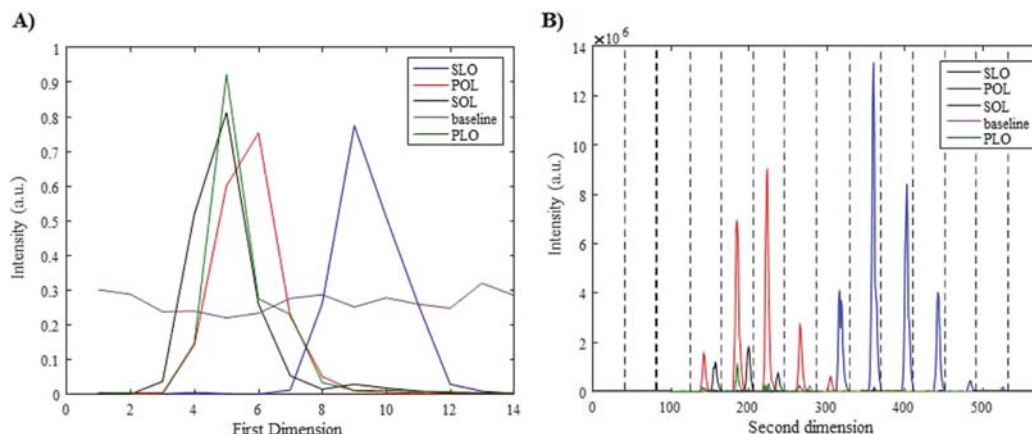 A)
1
0.9
0.8
0.7
0.6
0.5
0.4
0.3
0.2
0.1
0
Intensity (a.u.)
0 2 4 6 8 10 12 14
First Dimension
SLO
POL
SOL
baseline
PLO
B)
×10 6
14
12
10
8
6
4
2
0
Intensity (a.u.)
0 100 200 300 400 500
Second dimension
SLO
POL
SOL
baseline
PLO